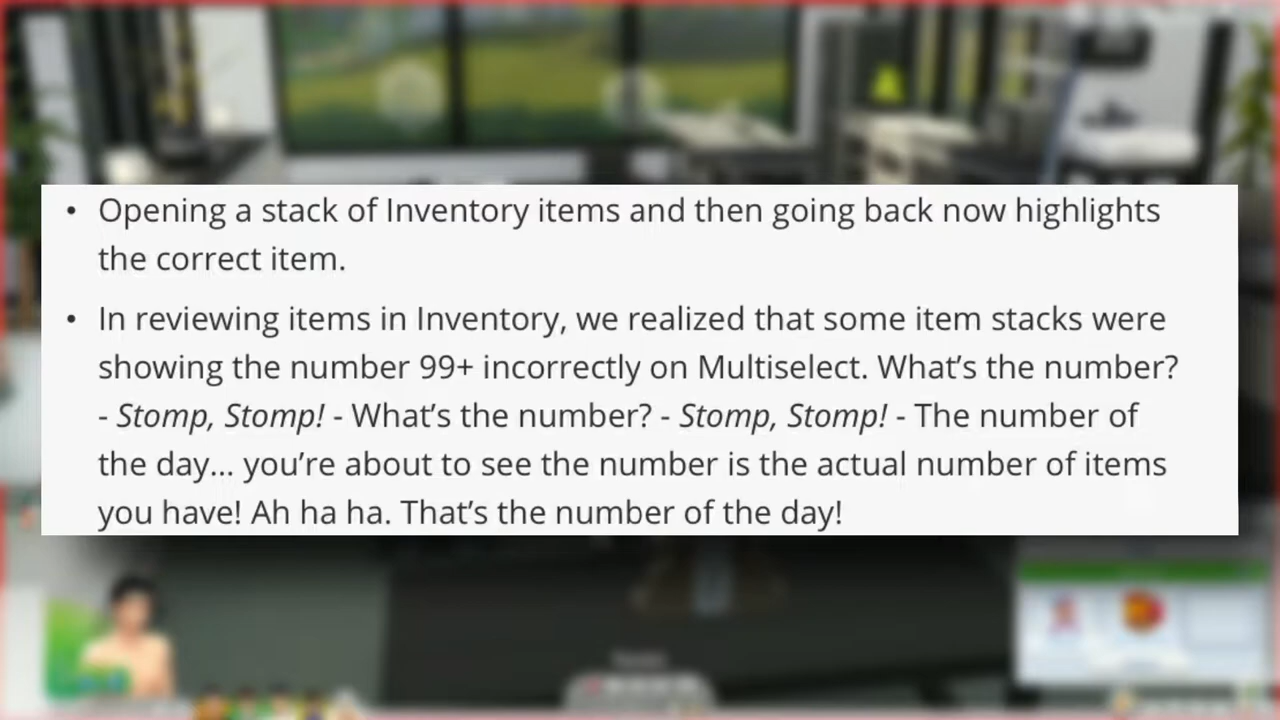 • Opening a stack of Inventory items and then going back now highlights
the correct item.
• In reviewing items in Inventory, we realized that some item stacks were
showing the number 99+ incorrectly on Multiselect. What’s the number?
- Stomp, Stomp! - What’s the number? - Stomp, Stomp! - The number of
the day... you’re about to see the number is the actual number of items
you have! Ah ha ha. That’s the number of the day!